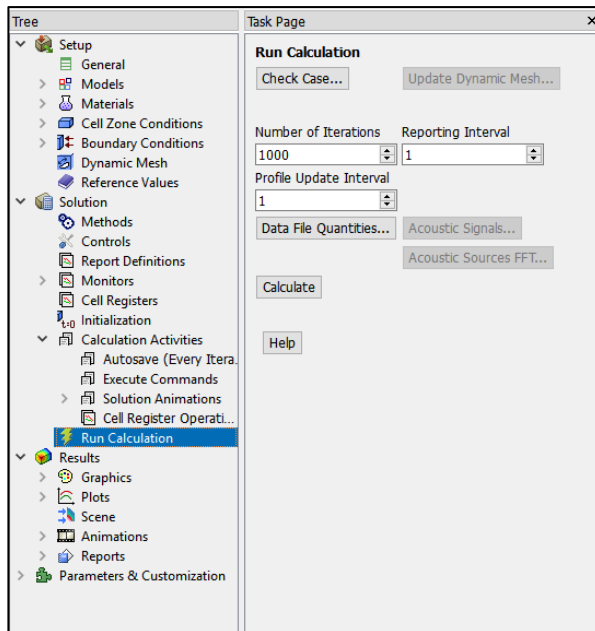 Tree
Setup
General
Models
Materials
Cell Zone Conditions
Boundary Conditions
Dynamic Mesh
Reference Values
Solution
Methods
Controls
Report Definitions
Monitors
Cell Registers
t=0 Initialization
Calculation Activities
Autosave (Every Itera...
Execute Commands
Solution Animations
Cell Register Operati...
Run Calculation
Results
Graphics
Plots
Scene
Animations
Reports
Parameters & Customization
Task Page
Run Calculation
Check Case... Update Dynamic Mesh...
Number of Iterations Reporting Interval
1000 1
Profile Update Interval
1
Data File Quantities... Acoustic Signals...
Acoustic Sources FFT...
Calculate
Help